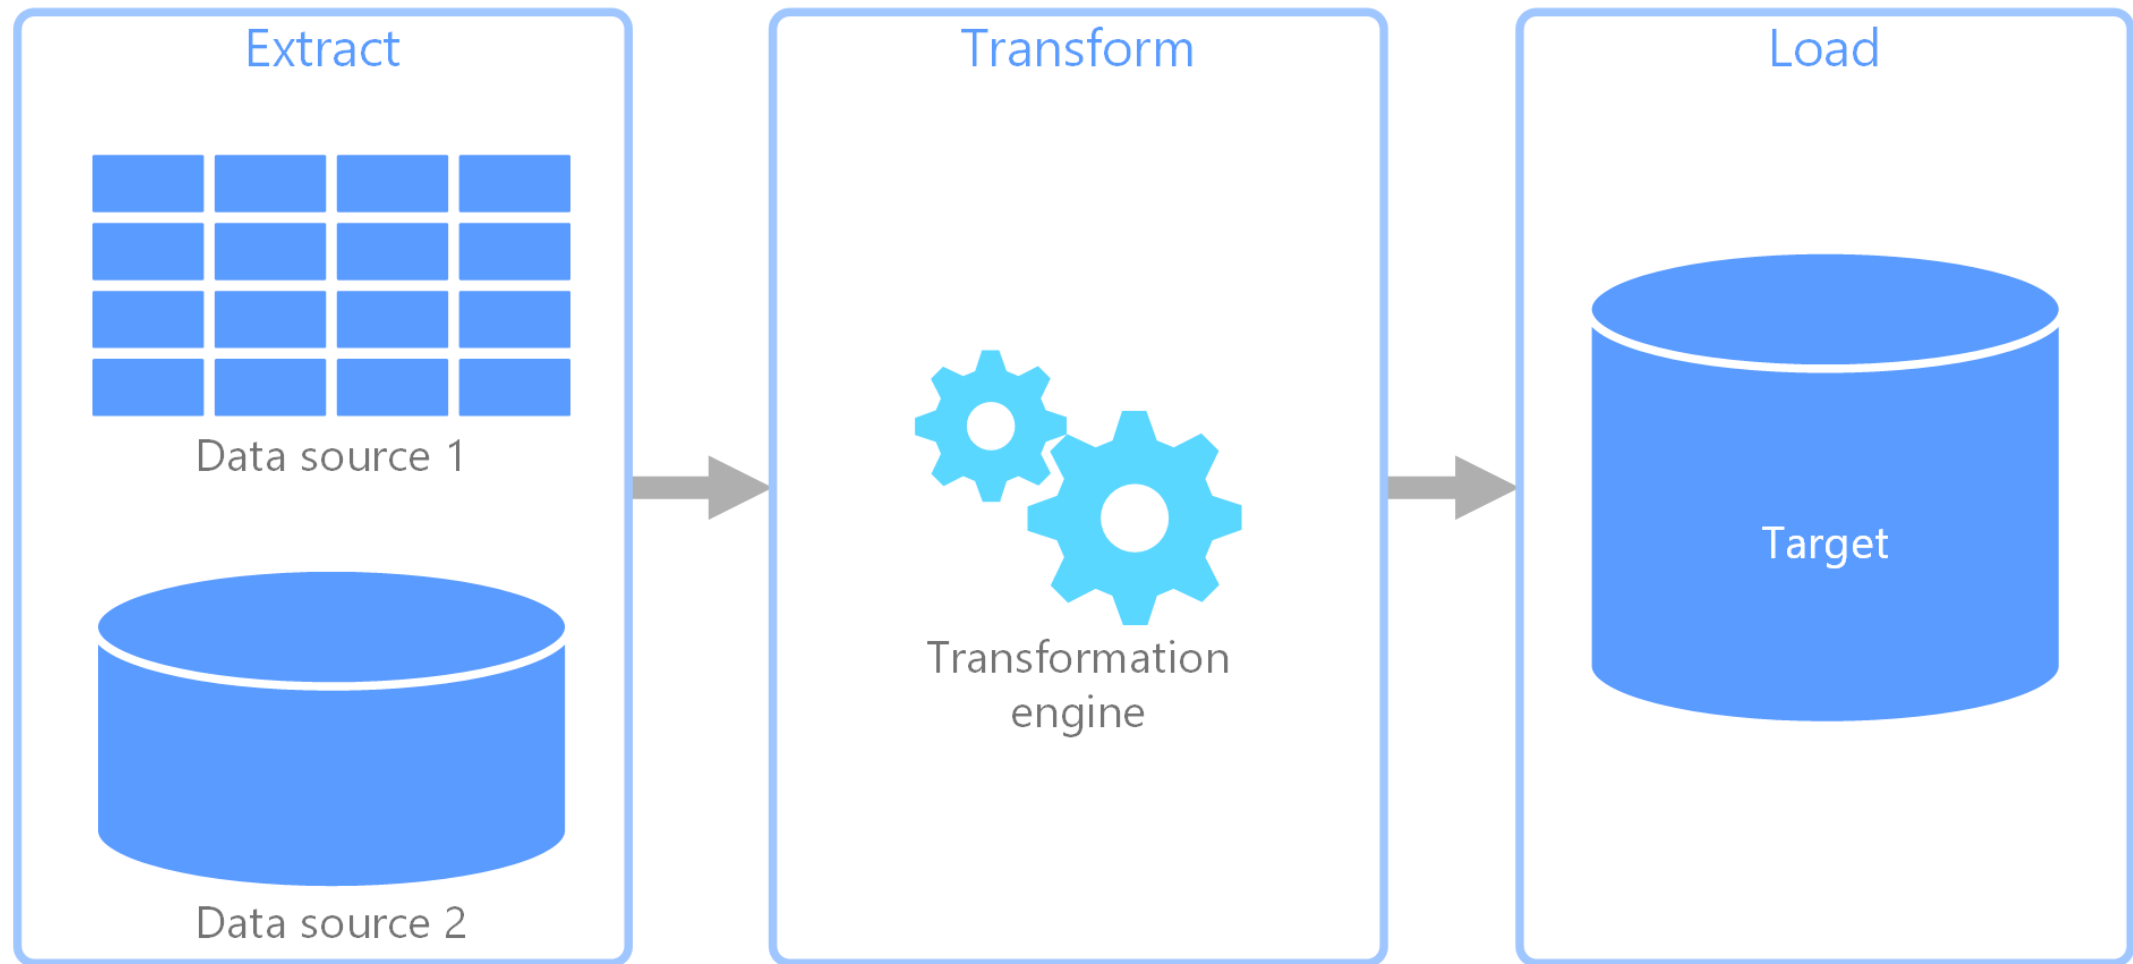 Extract
Data source 1
Data source 2
Transform
Transformation
engine
Load
Target